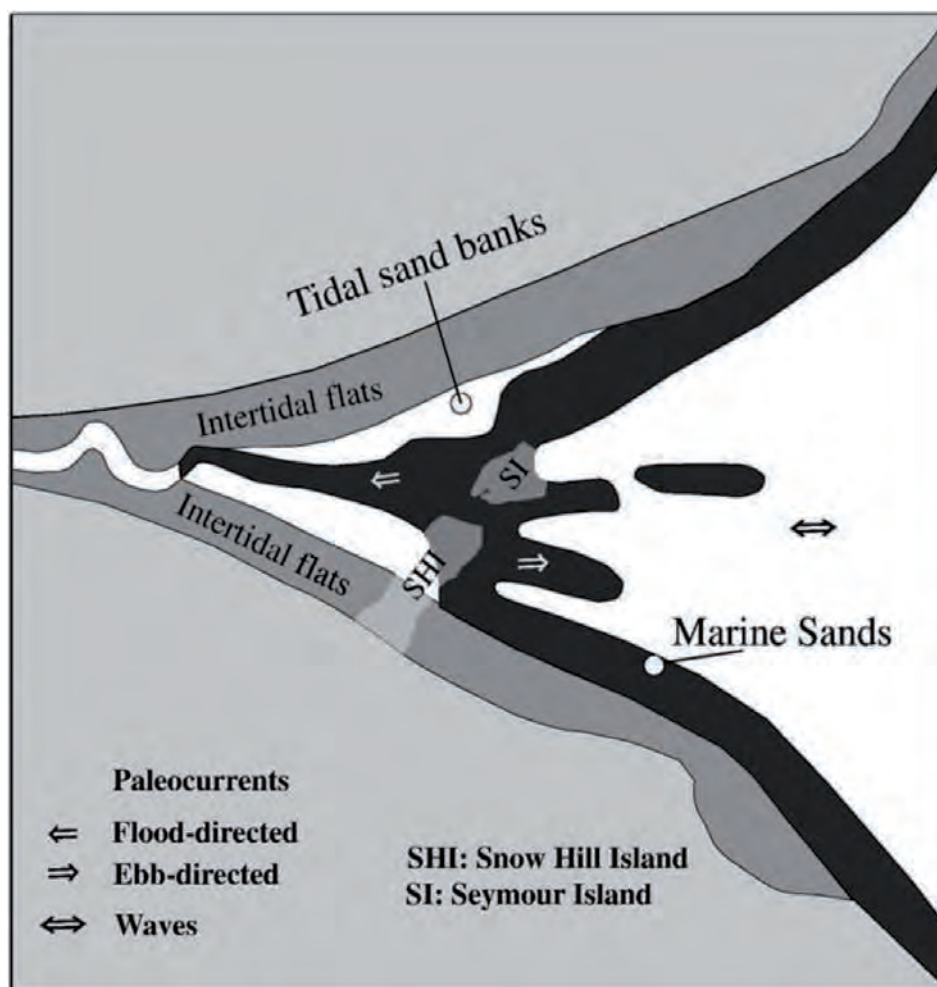 Tidal sand banks
Intertidal flats
Intertidal flats
SI
SHI
Marine Sands
Paleocurrents
Flood-directed
Ebb-directed
Waves
SHI: Snow Hill Island
SI: Seymour Island